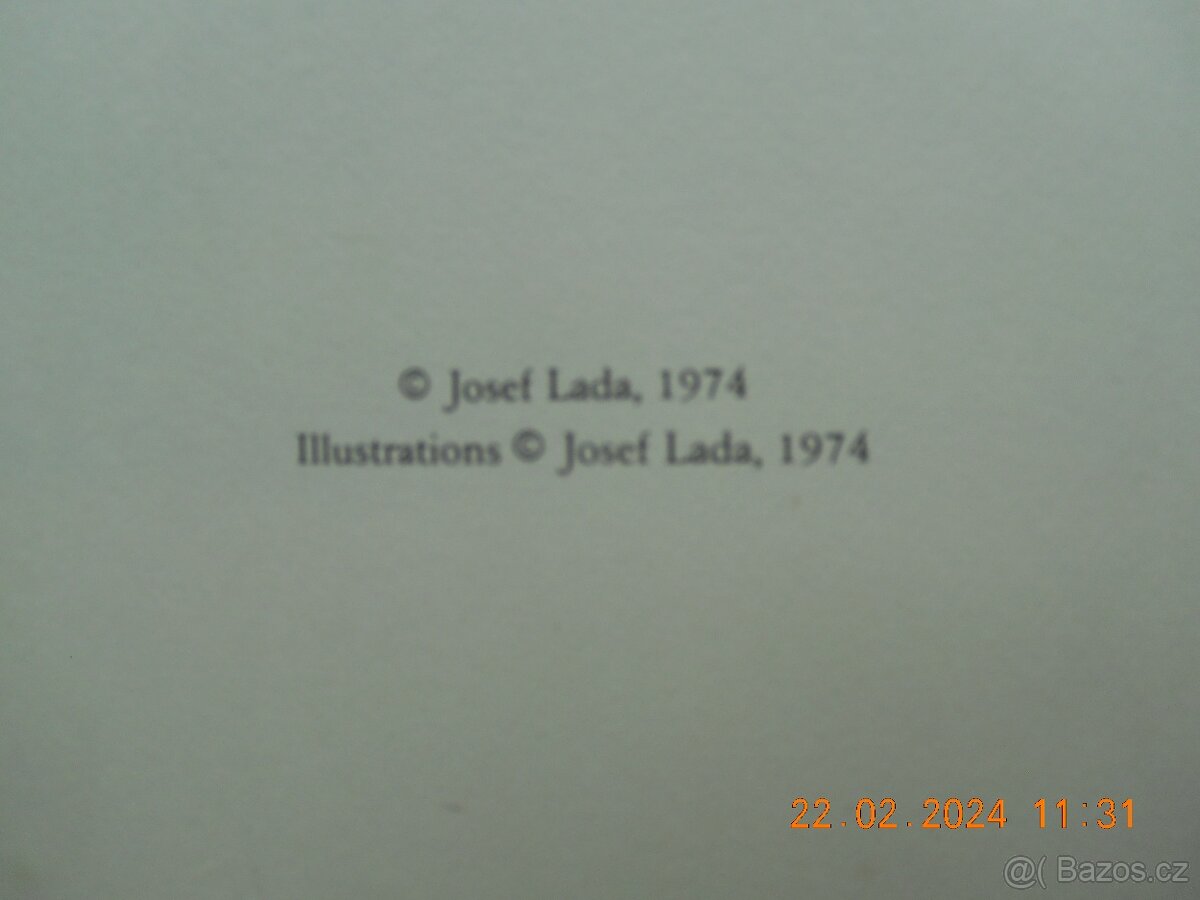 © Josef Lada, 1974
Illustrations © Josef Lada, 1974
22.02.2024 11:31
@( Bazos.cz